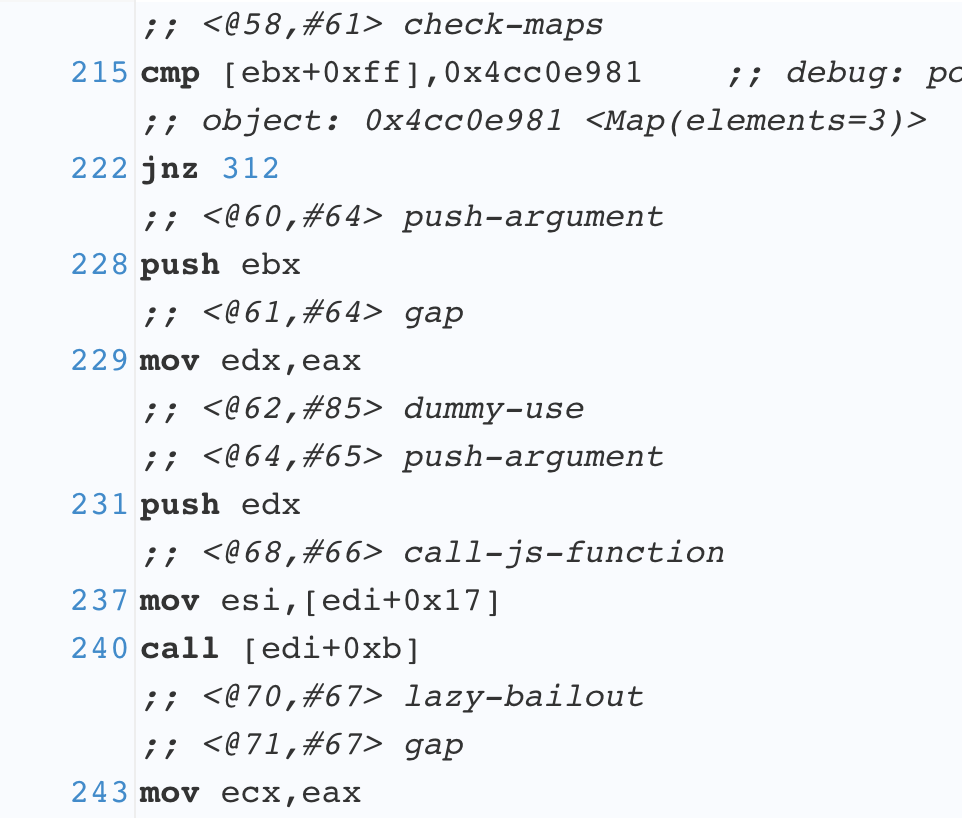 ;; <@58,#61> check-maps
215 cmp [ebx+0xff],0x4cc0e981 ;; debug: po
;; object: 0x4cc0e981 <Map(elements=3)>
222 jnz 312
;; <@60,#64> push-argument
228 push ebx
;; <@61,#64> gap
229 mov edx,eax
;; <@62,#85> dummy-use
;; <@64,#65> push-argument
231 push edx
;; <@68,#66> call-js-function
237 mov esi,[edi+0x17]
240 call [edi+0xb]
;; <@70,#67> lazy-bailout
;; <@71,#67> gap
243 mov ecx,eax